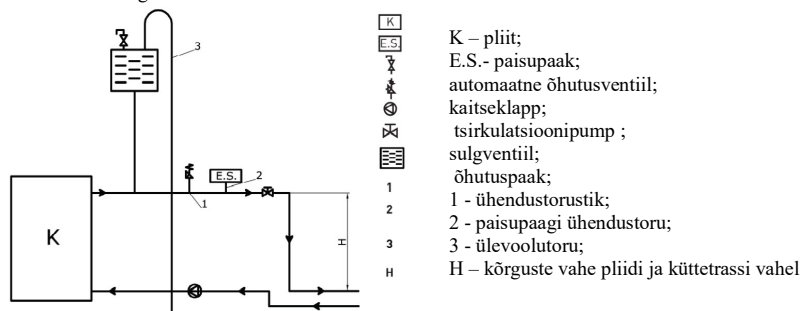 3
E.S.
2
1
K
H
K
K – pliit;
E.S.
E.S.- paisupaak;
automaatne õhutusventiil;
kaitseklapp;
tsirkulatsioonipump ;
sulgventiil;
õhutuspaak;
1
1 - ühendustorustik;
2
2 - paisupaagi ühendustoru;
3
3 - ülevoolutoru;
H
H – kõrguste vahe pliidi ja küttetrassi vahel